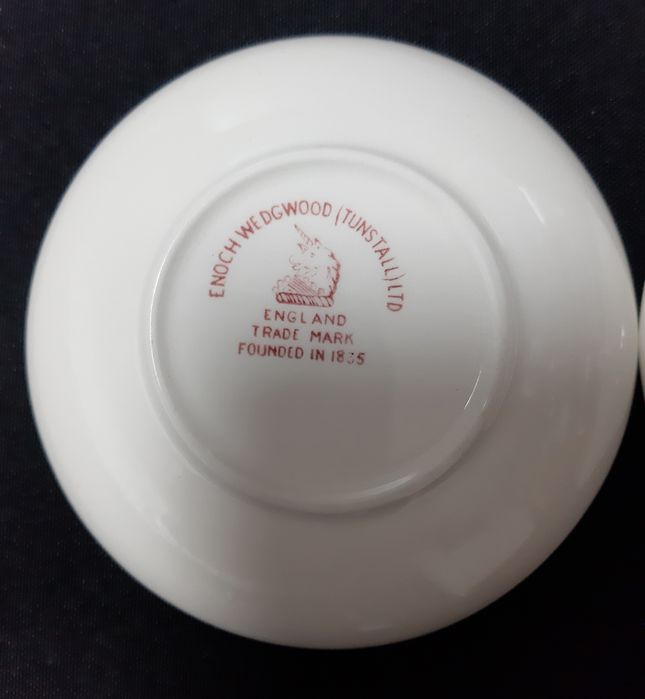 ENOCH WEDGWOOD (TUNSTALL) LTD
ENGLAND
TRADE MARK
FOUNDED IN 1835